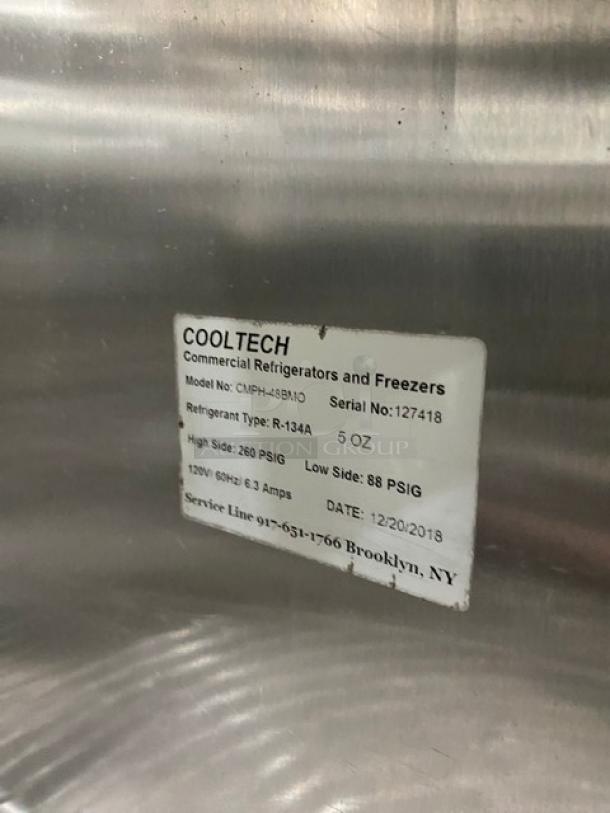 COOLTECH
Commercial Refrigerators and Freezers
Model No: CMPH-48BMO Serial No: 127418
Refrigerant Type: R-134A 5 OZ
High Side: 260 PSIG Low Side: 88 PSIG
120V/ 60Hz/ 6.3 Amps DATE: 12/20/2018
Service Line 917-651-1766 Brooklyn, NY
AUCTION GROUP